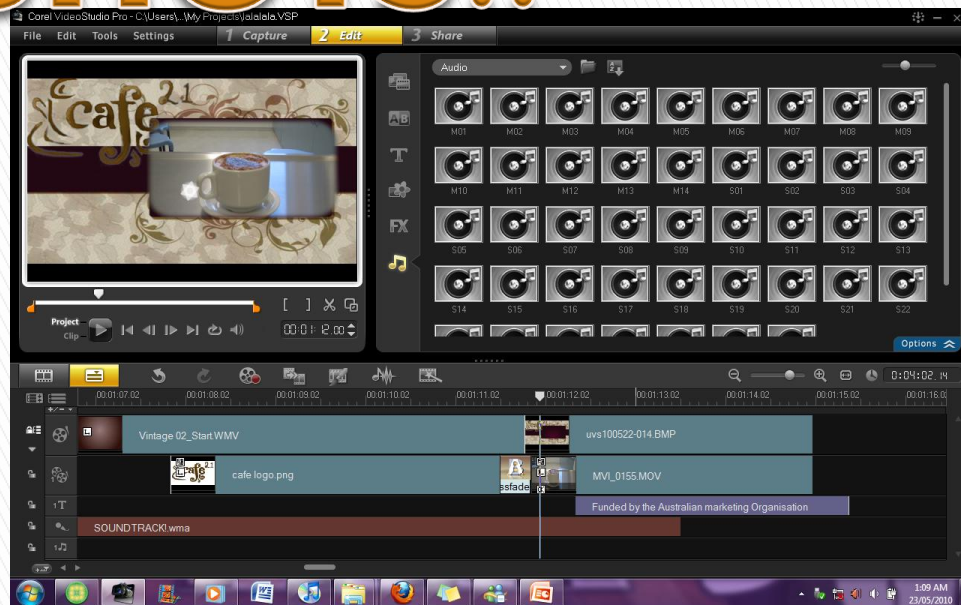 Corel VideoStudio Pro - C:\Users\...\My Projects\lalalala.VSP
File Edit Tools Settings 1 Capture 2 Edit 3 Share
cafe 21
Audio
M01 M02 M03 M04 M05 M06 M07 M08 M09
M10 M11 M12 M13 M14 S01 S02 S03 S04
AB
T
S05 S06 S07 S08 S09 S10 S11 S12 S13
FX
S14 S15 S16 S17 S18 S19 S20 S21 S22
Project
Clip
[ ] 00:01:12.00
Options
0:04:02.14
00:01:07.02 00:01:08.02 00:01:09.02 00:01:10.02 00:01:11.02 00:01:12.02 00:01:13.02 00:01:14.02 00:01:15.02 00:01:16.0
Vintage 02_Start.WMV uvs100522-014.BMP
cafe logo.png ssfade MVI_0155.MOV
1T Funded by the Australian marketing Organisation
SOUNDTRACK!.wma
1
1:09 AM
23/05/2010